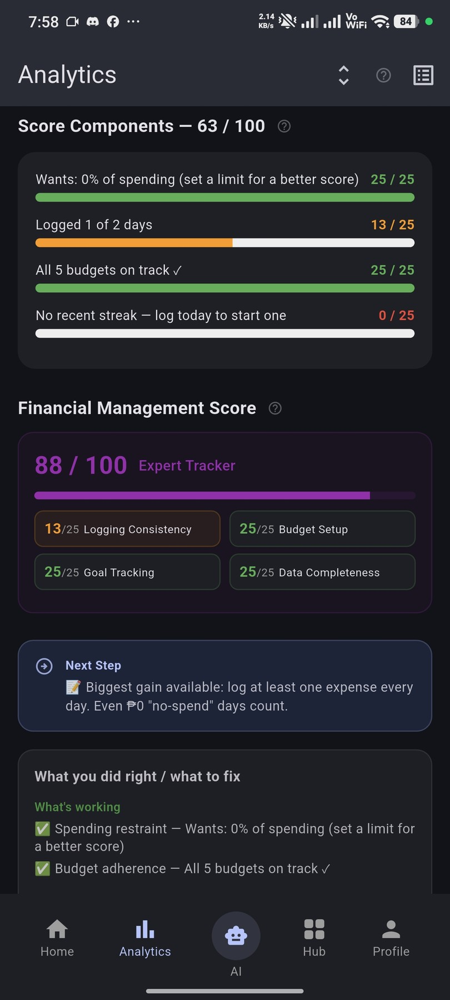 7:58 ... 2.14 KB/s Vo WiFi 84
Analytics
Score Components — 63 / 100
Wants: 0% of spending (set a limit for a better score) 25 / 25
Logged 1 of 2 days 13 / 25
All 5 budgets on track ✓ 25 / 25
No recent streak — log today to start one 0 / 25
Financial Management Score
88 / 100 Expert Tracker
13/25 Logging Consistency 25/25 Budget Setup
25/25 Goal Tracking 25/25 Data Completeness
Next Step
📝 Biggest gain available: log at least one expense every
day. Even ₱0 "no-spend" days count.
What you did right / what to fix
What's working
✅ Spending restraint — Wants: 0% of spending (set a limit for
a better score)
✅ Budget adherence — All 5 budgets on track ✓
Home Analytics AI Hub Profile